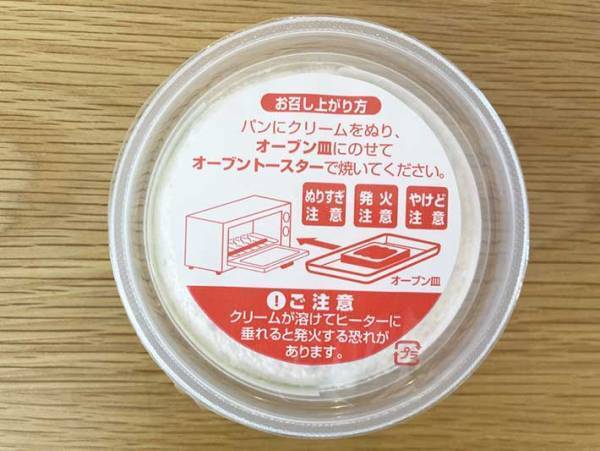 お召し上がり方
パンにクリームをぬり、
オーブン皿にのせて
オーブントースターで焼いてください。
ぬりすぎ
注意
発火
注意
やけど
注意
オーブン皿
!ご注意
クリームが溶けてヒーターに
垂れると発火する恐れが
あります。
プラ